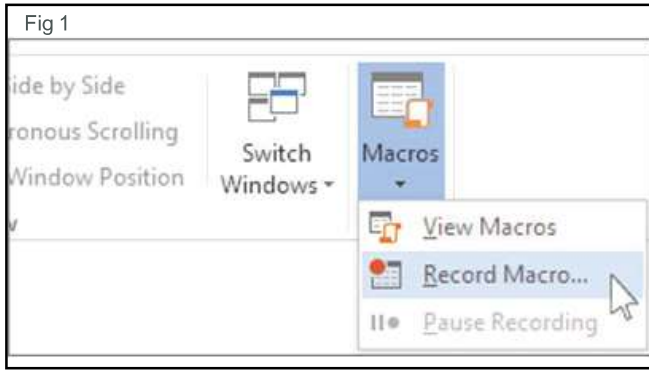 Fig 1
ide by Side
ronous Scrolling
Window Position
Switch
Windows
Macros
View Macros
Record Macro...
Pause Recording